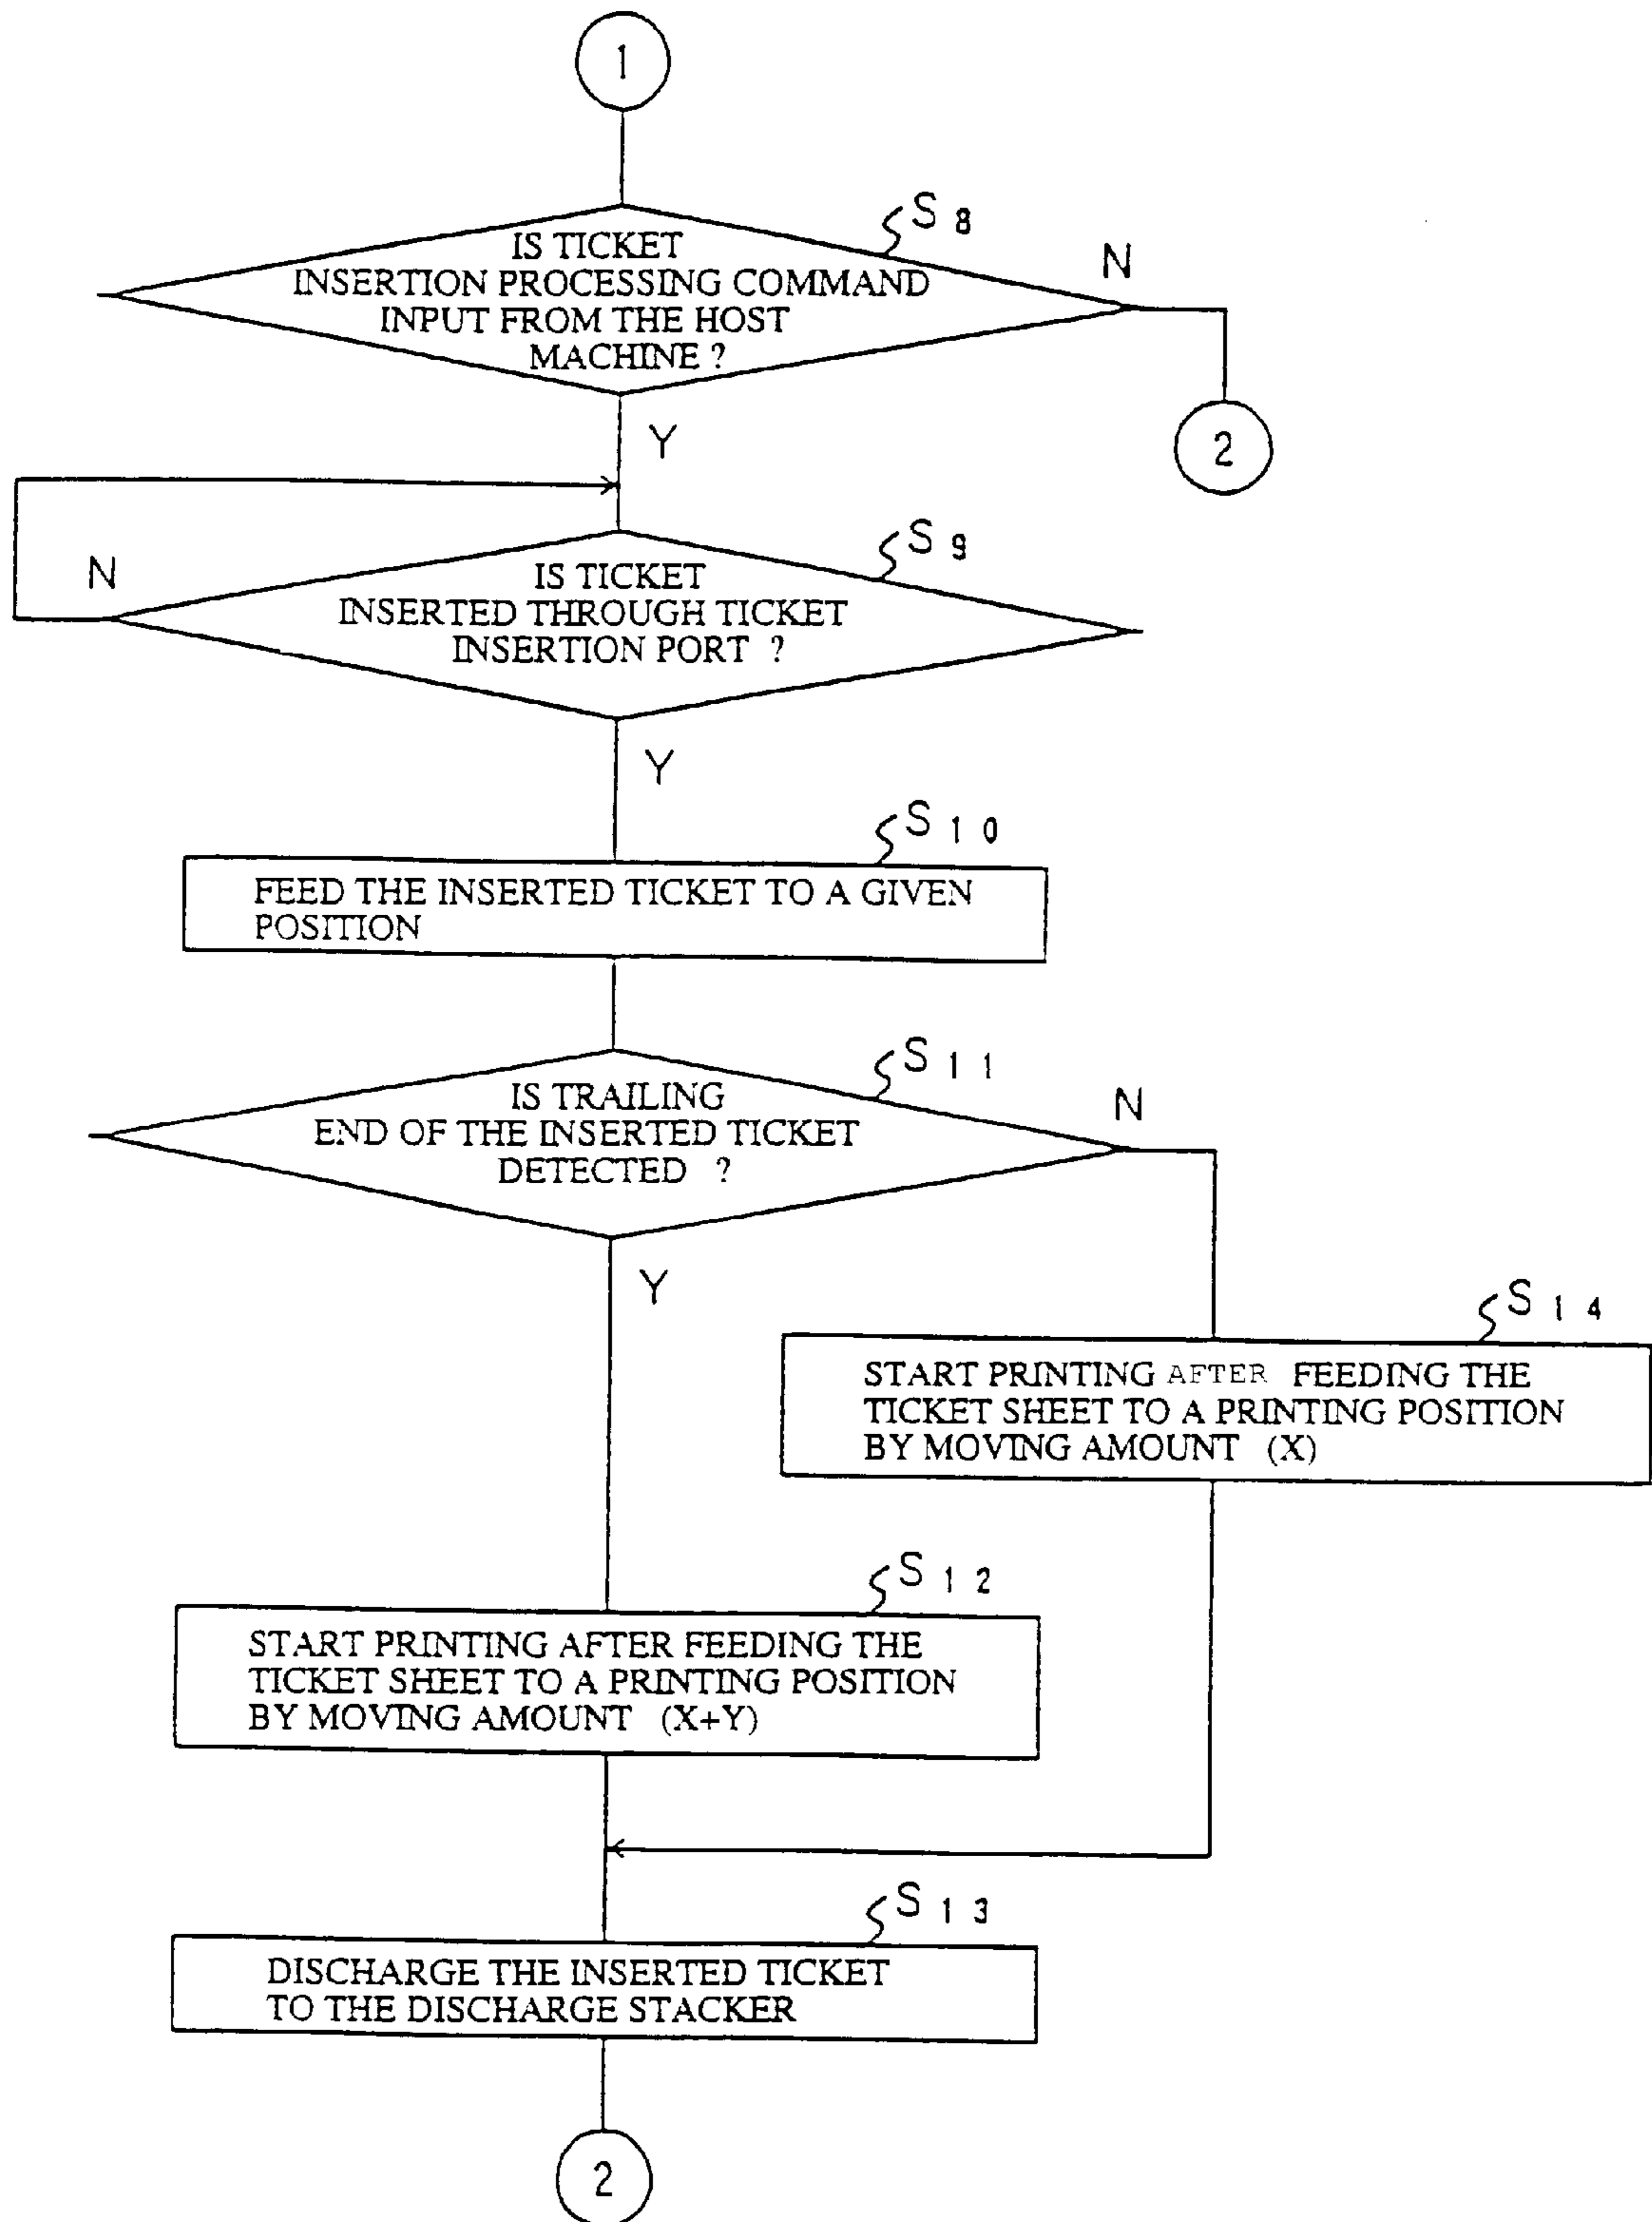 1
S8
IS TICKET
INSERTION PROCESSING COMMAND
INPUT FROM THE HOST
MACHINE ?
N
2
Y
S9
N
IS TICKET
INSERTED THROUGH TICKET
INSERTION PORT ?
Y
S10
FEED THE INSERTED TICKET TO A GIVEN
POSITION
S11
IS TRAILING
END OF THE INSERTED TICKET
DETECTED ?
N
Y
S14
START PRINTING AFTER FEEDING THE
TICKET SHEET TO A PRINTING POSITION
BY MOVING AMOUNT (X)
S12
START PRINTING AFTER FEEDING THE
TICKET SHEET TO A PRINTING POSITION
BY MOVING AMOUNT (X+Y)
S13
DISCHARGE THE INSERTED TICKET
TO THE DISCHARGE STACKER
2